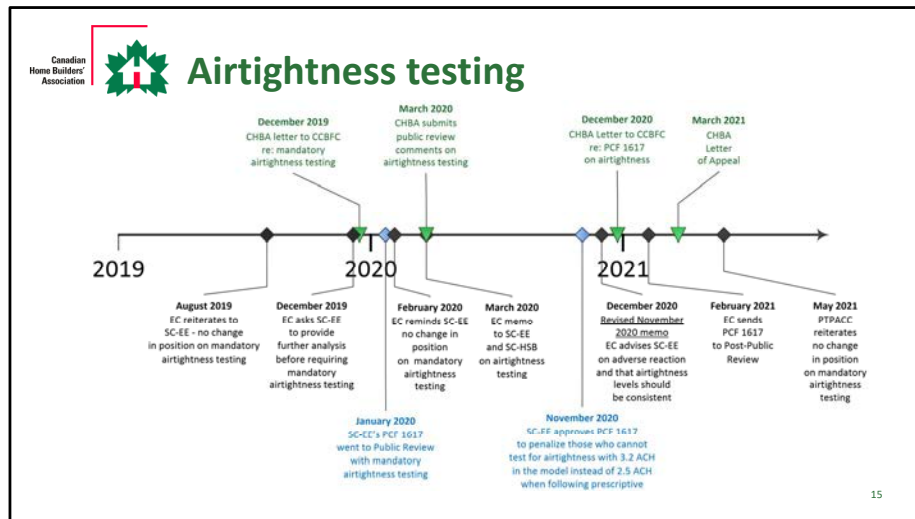 Canadian
Home Builders'
Association
Airtightness testing
December 2019
CHBA letter to CCBFC
re: mandatory
airtightness testing
March 2020
CHBA submits
public review
comments on
airtightness testing
December 2020
CHBA Letter to CCBFC
re: PCF 1617
on airtightness
March 2021
CHBA
Letter
of Appeal
2019
2020
2021
August 2019
EC reiterates to
SC-EE - no change
in position on mandatory
airtightness testing
December 2019
EC asks SC-EE
to provide
further analysis
before requiring
mandatory
airtightness testing
February 2020
EC reminds SC-EE
no change in
position
on mandatory
airtightness
testing
March 2020
EC memo
to SC-EE
and SC-HSB
on airtightness
testing
December 2020
Revised November
2020 memo
EC advises SC-EE
on adverse reaction
and that airtightness
levels should
be consistent
February 2021
EC sends
PCF 1617
to Post-Public
Review
May 2021
PTPACC
reiterates
no change
in position
on mandatory
airtightness
testing
January 2020
SC-EE's PCF 1617
went to Public Review
with mandatory
airtightness testing
November 2020
SC-EE approves PCF 1617
to penalize those who cannot
test for airtightness with 3.2 ACH
in the model instead of 2.5 ACH
when following prescriptive
15